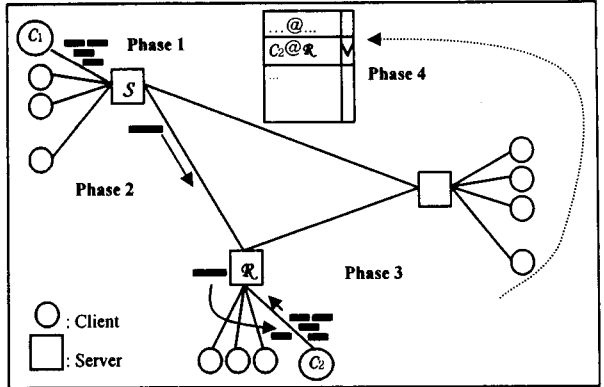 C₁
Phase 1
...@...
C₂@R
...
Phase 4
S
Phase 2
R
Phase 3
: Client
: Server
C₂